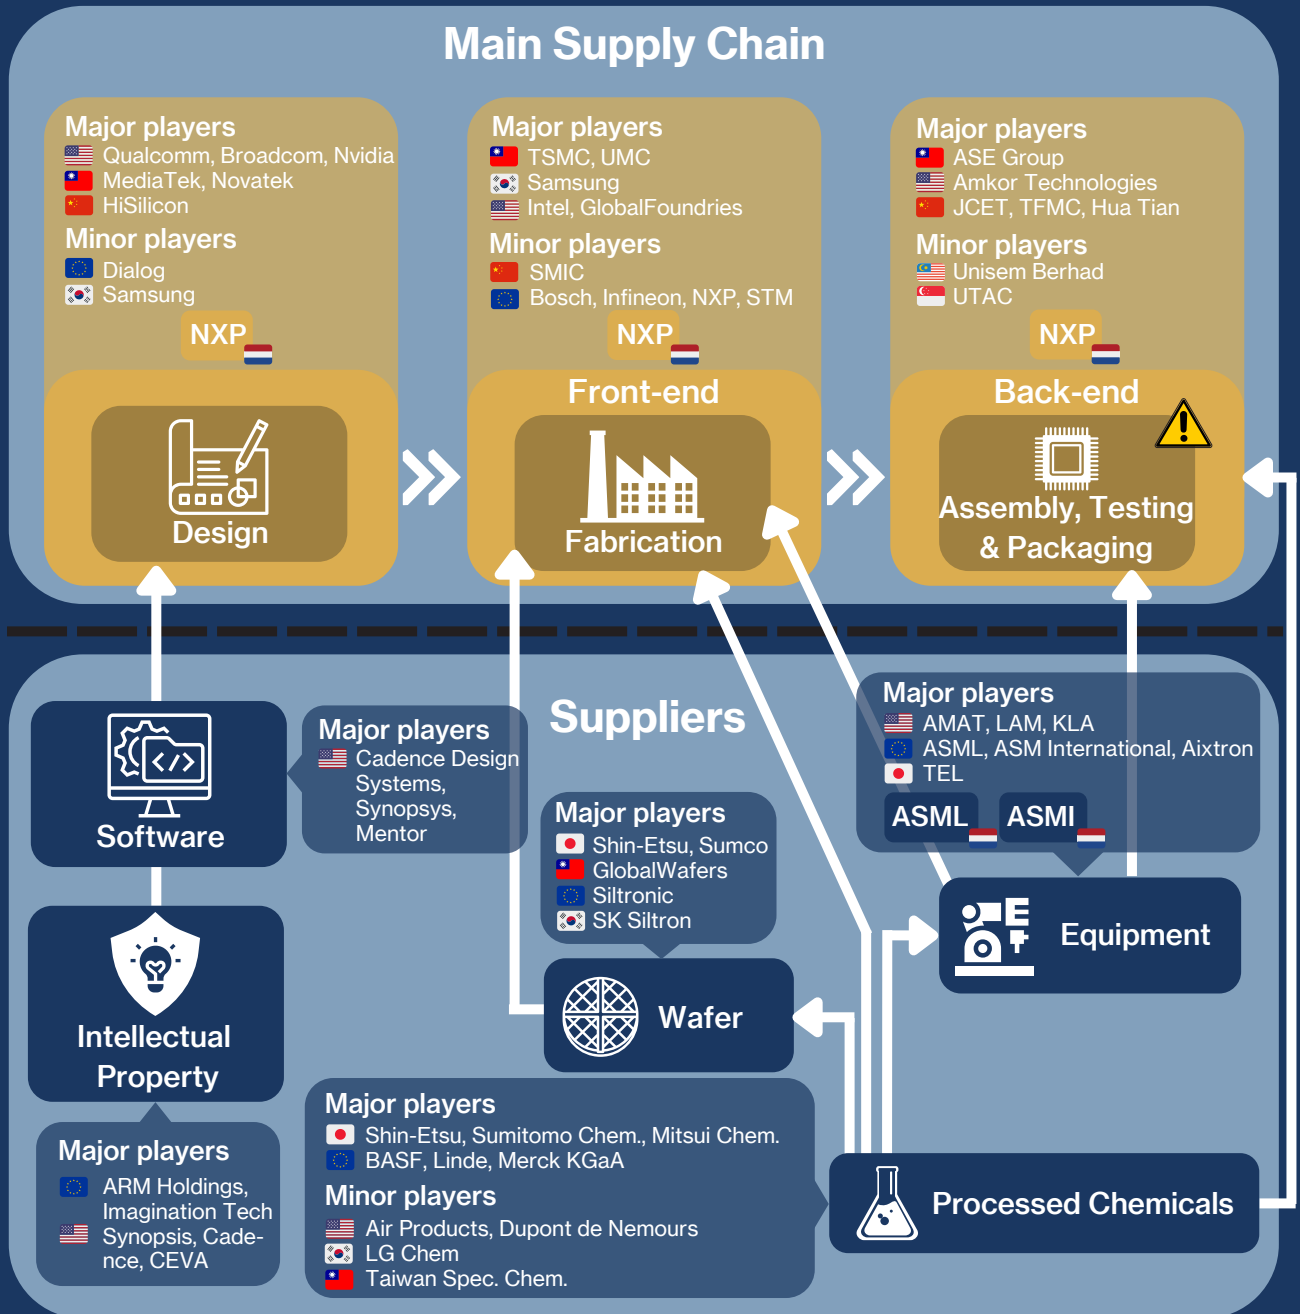 Main Supply Chain
Major players
Qualcomm, Broadcom, Nvidia
MediaTek, Novatek
HiSilicon
Minor players
Dialog
Samsung
NXP
Design
Major players
TSMC, UMC
Samsung
Intel, GlobalFoundries
Minor players
SMIC
Bosch, Infineon, NXP, STM
NXP
Front-end
Fabrication
Major players
ASE Group
Amkor Technologies
JCET, TFMC, Hua Tian
Minor players
Unisem Berhad
UTAC
NXP
Back-end
Assembly, Testing
& Packaging
Suppliers
Software
Major players
Cadence Design
Systems,
Synopsys,
Mentor
Intellectual
Property
Major players
ARM Holdings,
Imagination Tech
Synopsis, Cade-
nce, CEVA
Major players
Shin-Etsu, Sumco
GlobalWafers
Siltronic
SK Siltron
Wafer
Major players
AMAT, LAM, KLA
ASML, ASM International, Aixtron
TEL
ASML
ASMI
Equipment
Major players
Shin-Etsu, Sumitomo Chem., Mitsui Chem.
BASF, Linde, Merck KGaA
Minor players
Air Products, Dupont de Nemours
LG Chem
Taiwan Spec. Chem.
Processed Chemicals